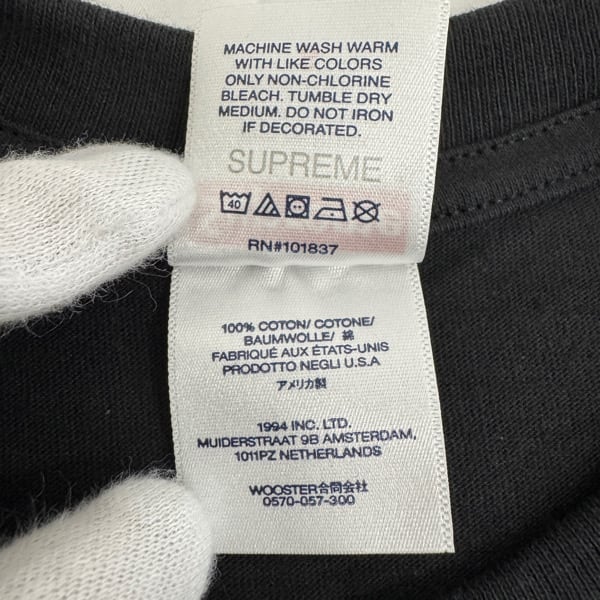 MACHINE WASH WARM
WITH LIKE COLORS
ONLY NON-CHLORINE
BLEACH. TUMBLE DRY
MEDIUM. DO NOT IRON
IF DECORATED.
SUPREME
40
RN#101837
100% COTON/ COTONE/
BAUMWOLLE/ 綿
FABRIQUÉ AUX ÉTATS-UNIS
PRODOTTO NEGLI U.S.A
アメリカ製
1994 INC. LTD.
MUIDERSTRAAT 9B AMSTERDAM,
1011PZ NETHERLANDS
WOOSTER合同会社
0570-057-300